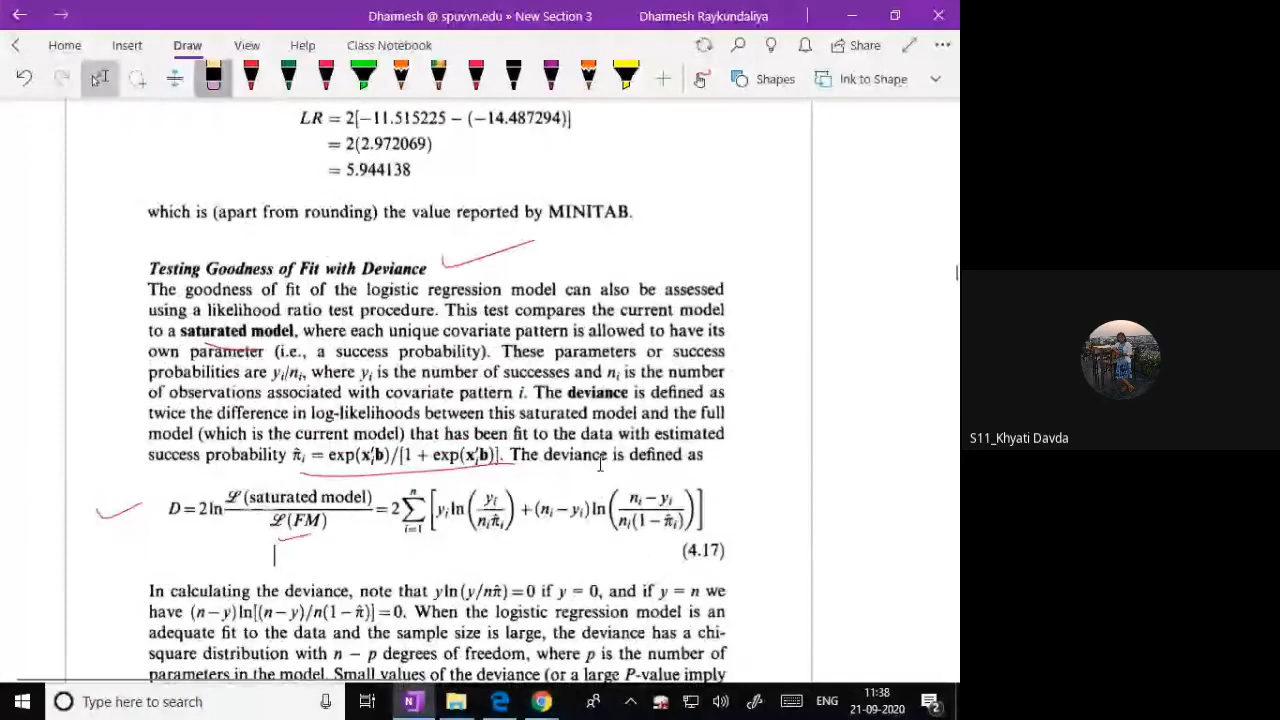 Dharmesh @ spuvvn.edu » New Section 3
Dharmesh Raykundaliya
Home Insert Draw View Help Class Notebook Share
Shapes Ink to Shape
LR = 2[−11.515225 − (−14.487294)]
= 2(2.972069)
= 5.944138
which is (apart from rounding) the value reported by MINITAB.
Testing Goodness of Fit with Deviance
The goodness of fit of the logistic regression model can also be assessed
using a likelihood ratio test procedure. This test compares the current model
to a saturated model, where each unique covariate pattern is allowed to have its
own parameter (i.e., a success probability). These parameters or success
probabilities are yᵢ/nᵢ, where yᵢ is the number of successes and nᵢ is the number
of observations associated with covariate pattern i. The deviance is defined as
twice the difference in log-likelihoods between this saturated model and the full
model (which is the current model) that has been fit to the data with estimated
success probability π̂ᵢ = exp(x′ᵢb)/[1 + exp(x′ᵢb)]. The deviance is defined as
D = 2 ln ℒ(saturated model)/ℒ(FM) = 2 ∑ᵢ₌₁ⁿ [yᵢ ln(yᵢ/nᵢπ̂ᵢ) + (nᵢ − yᵢ) ln(nᵢ − yᵢ/nᵢ(1 − π̂ᵢ))]
(4.17)
In calculating the deviance, note that y ln (y/nπ̂) = 0 if y = 0, and if y = n we
have (n − y) ln[(n − y)/n(1 − π̂)] = 0. When the logistic regression model is an
adequate fit to the data and the sample size is large, the deviance has a chi-
square distribution with n − p degrees of freedom, where p is the number of
parameters in the model. Small values of the deviance (or a large P-value imply
S11_Khyati Davda
Type here to search
ENG
11:38
21-09-2020
2